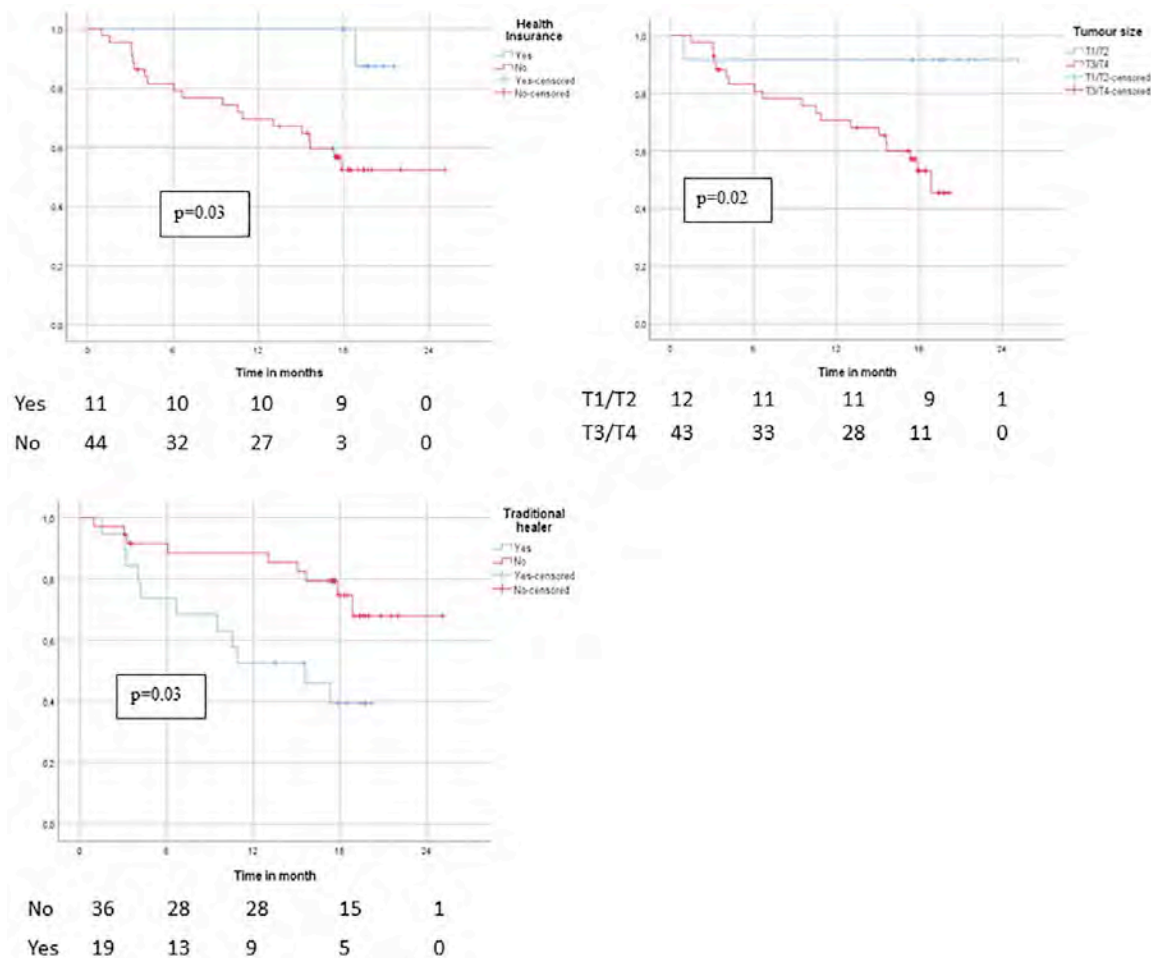 Health
Insurance
Yes
No
Yes-censored
No-censored
1,0
0,8
0,6
0,4
0,2
0,0
p=0.03
0 6 12 18 24
Time in months
Yes 11 10 10 9 0
No 44 32 27 3 0
Tumour size
T1/T2
T3/T4
T1/T2-censored
T3/T4-censored
1,0
0,8
0,6
0,4
0,2
0,0
p=0.02
0 6 12 18 24
Time in month
T1/T2 12 11 11 9 1
T3/T4 43 33 28 11 0
Traditional
healer
Yes
No
Yes-censored
No-censored
1,0
0,8
0,6
0,4
0,2
0,0
p=0.03
0 6 12 18 24
Time in month
No 36 28 28 15 1
Yes 19 13 9 5 0